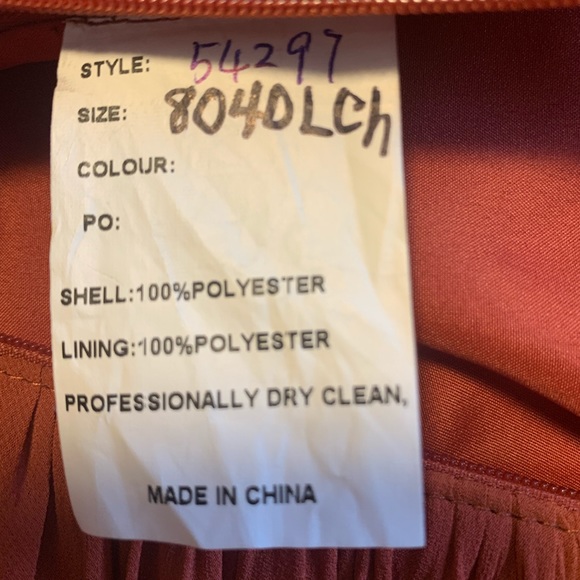 STYLE: 54297
SIZE: 8040LCh
COLOUR:
PO:
SHELL:100%POLYESTER
LINING:100%POLYESTER
PROFESSIONALLY DRY CLEAN,
MADE IN CHINA